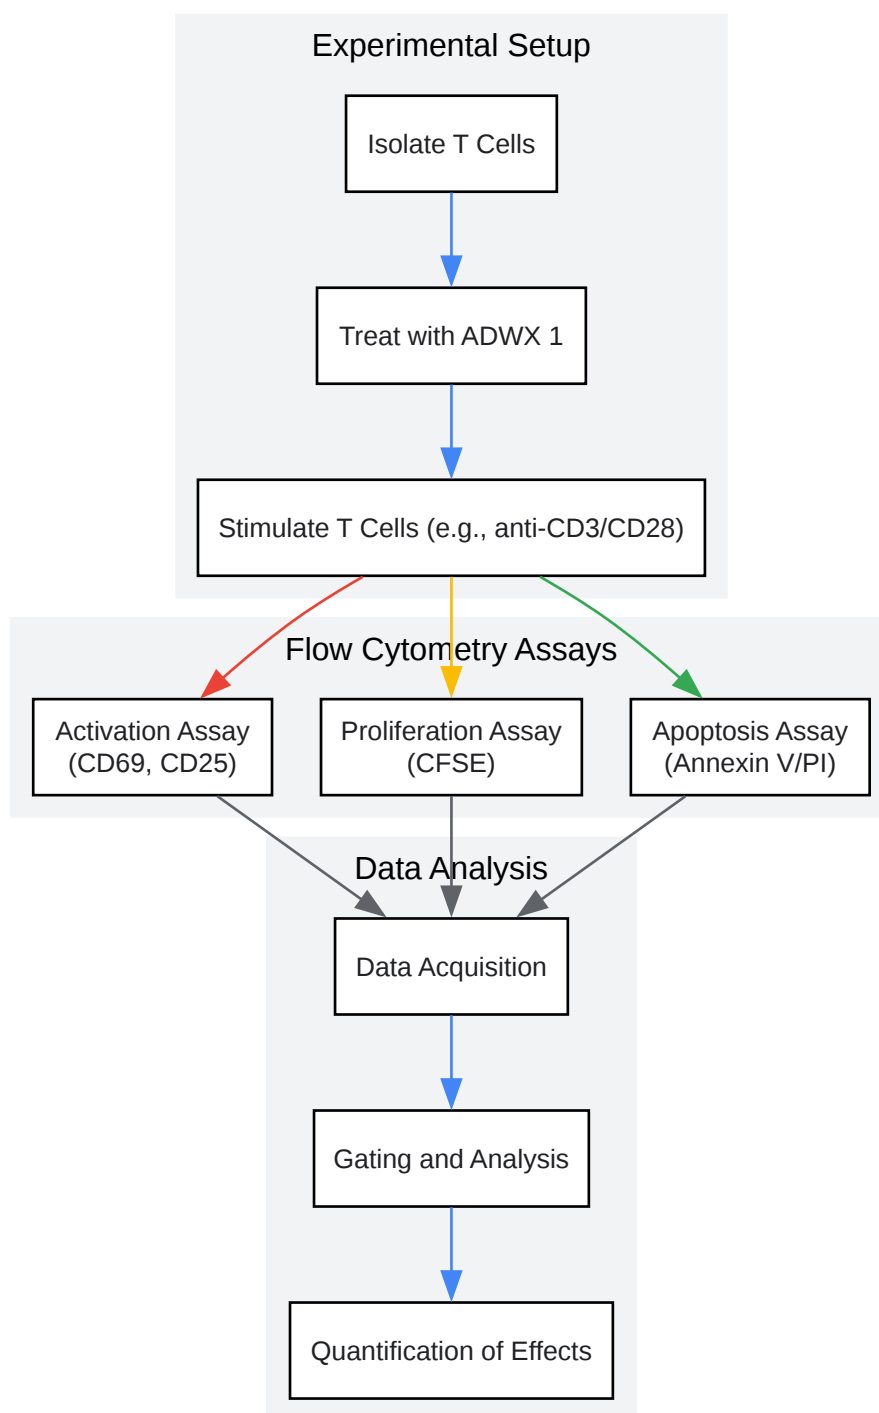 Experimental Setup
Isolate T Cells
Treat with ADWX 1
Stimulate T Cells (e.g., anti-CD3/CD28)
Flow Cytometry Assays
Activation Assay
(CD69, CD25)
Proliferation Assay
(CFSE)
Apoptosis Assay
(Annexin V/PI)
Data Analysis
Data Acquisition
Gating and Analysis
Quantification of Effects